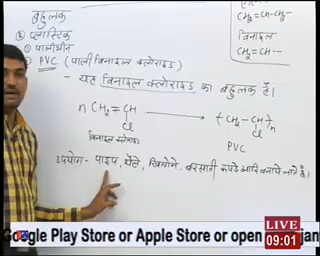 बहुलक
CH₂=CH-CH₂-
① प्लास्टिक
विनाइल
① पालीथीन
CH₂=CH-
② PVC (पाली विनाइल क्लोराइड)
- यह विनाइल क्लोराइड का बहुलक है।
n CH₂=CH → (CH₂-CH)n
Cl Cl
विनाइल क्लोराइड PVC
उपयोग- पाइप, थैले, खिलौने, बरसाती कपडे आदि बनाये जाते हैं।
LIVE
09:01
Google Play Store or Apple Store or open